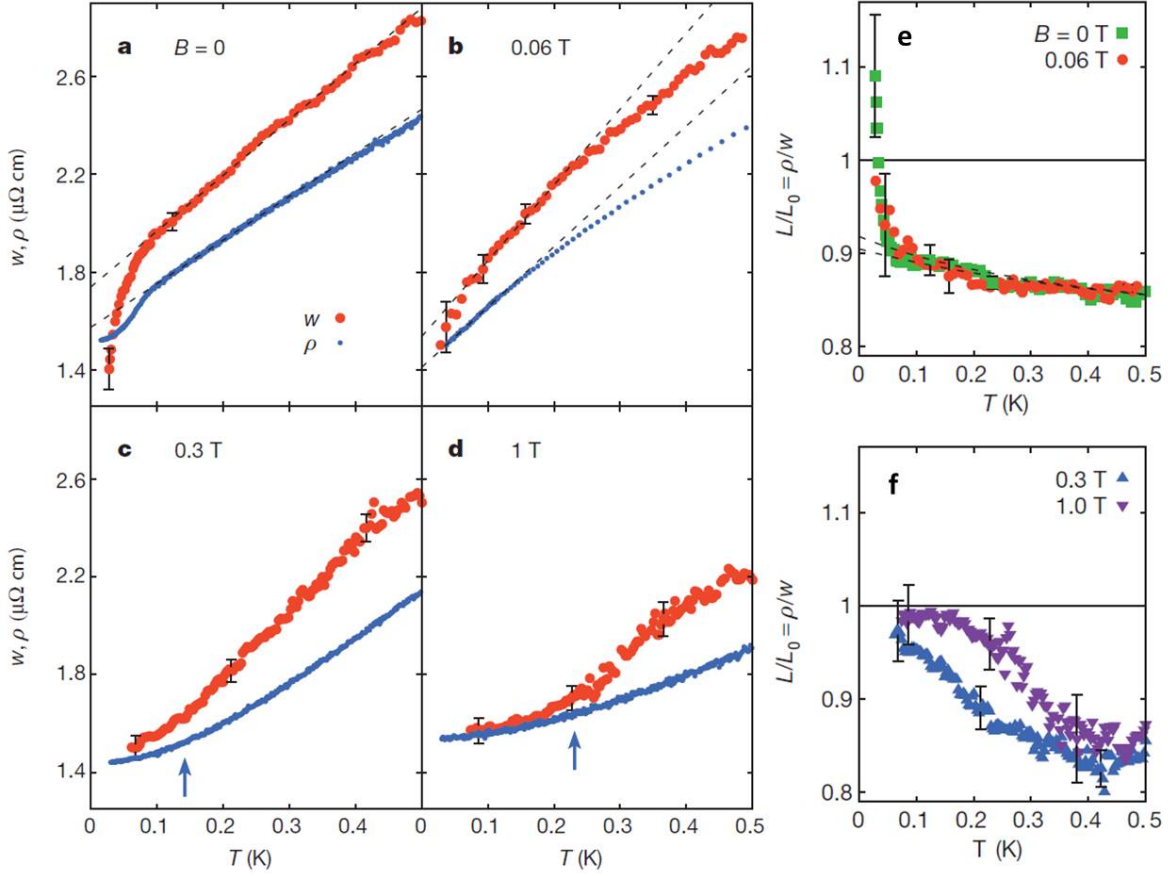 a B = 0
b 0.06 T
w, ρ (μΩ cm)
2.6
2.2
1.8
1.4
w
ρ
c 0.3 T
d 1 T
w, ρ (μΩ cm)
2.6
2.2
1.8
1.4
0 0.1 0.2 0.3 0.4 0 0.1 0.2 0.3 0.4 0.5
T (K) T (K)
e B = 0 T
0.06 T
L/L0 = ρ/w
1.1
1
0.9
0.8
0 0.1 0.2 0.3 0.4 0.5
T (K)
f 0.3 T
1.0 T
L/L0 = ρ/w
1.1
1
0.9
0.8
0 0.1 0.2 0.3 0.4 0.5
T (K)